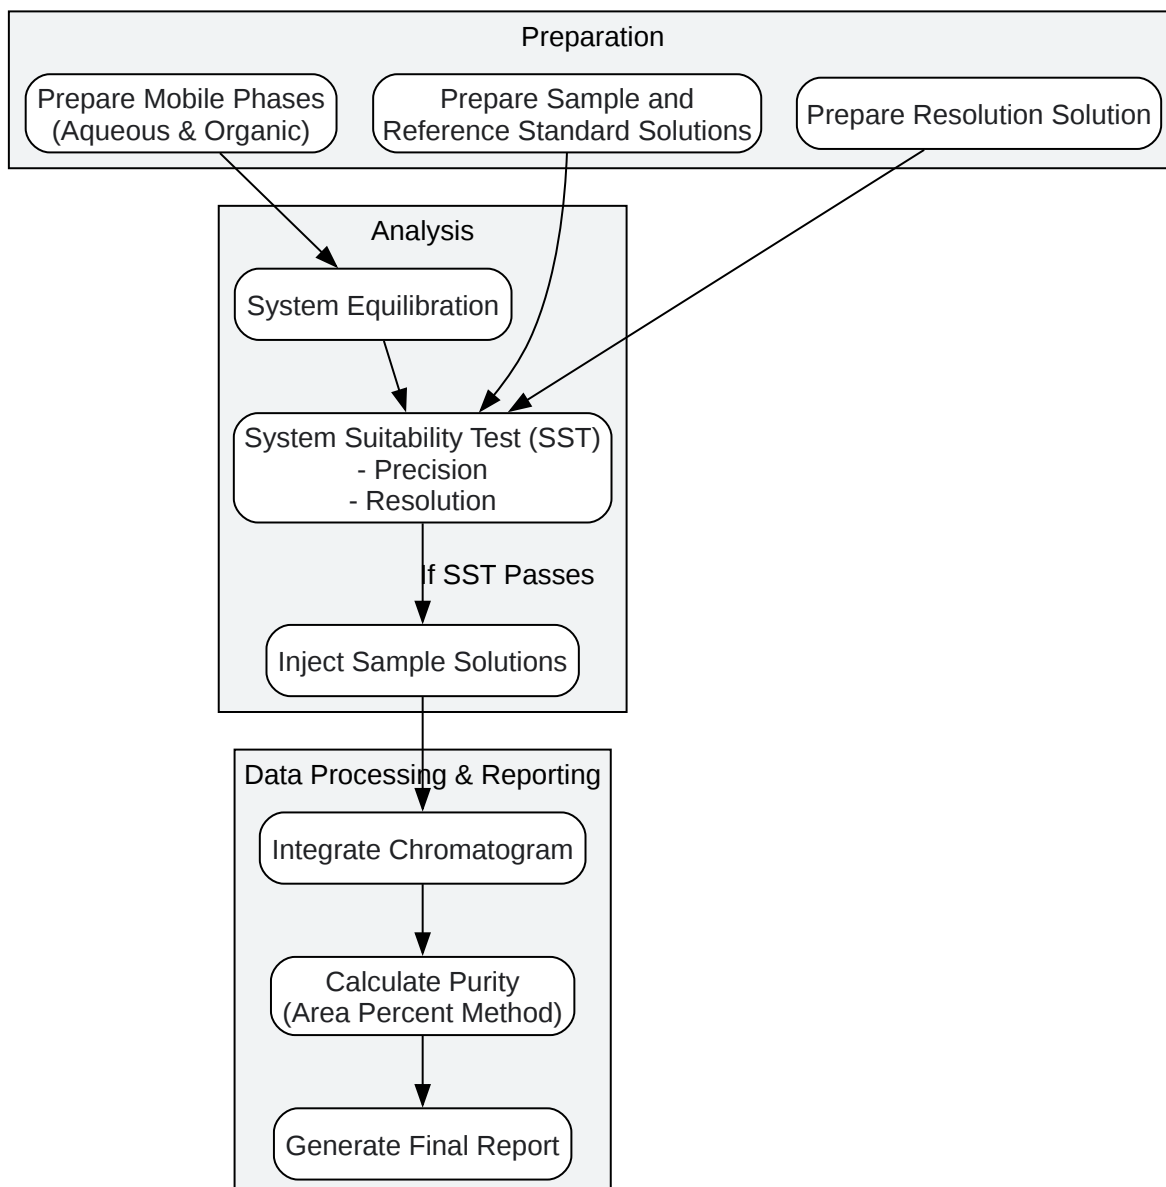 Preparation
Prepare Mobile Phases
(Aqueous & Organic)
Prepare Sample and
Reference Standard Solutions
Prepare Resolution Solution
Analysis
System Equilibration
System Suitability Test (SST)
- Precision
- Resolution
If SST Passes
Inject Sample Solutions
Data Processing & Reporting
Integrate Chromatogram
Calculate Purity
(Area Percent Method)
Generate Final Report